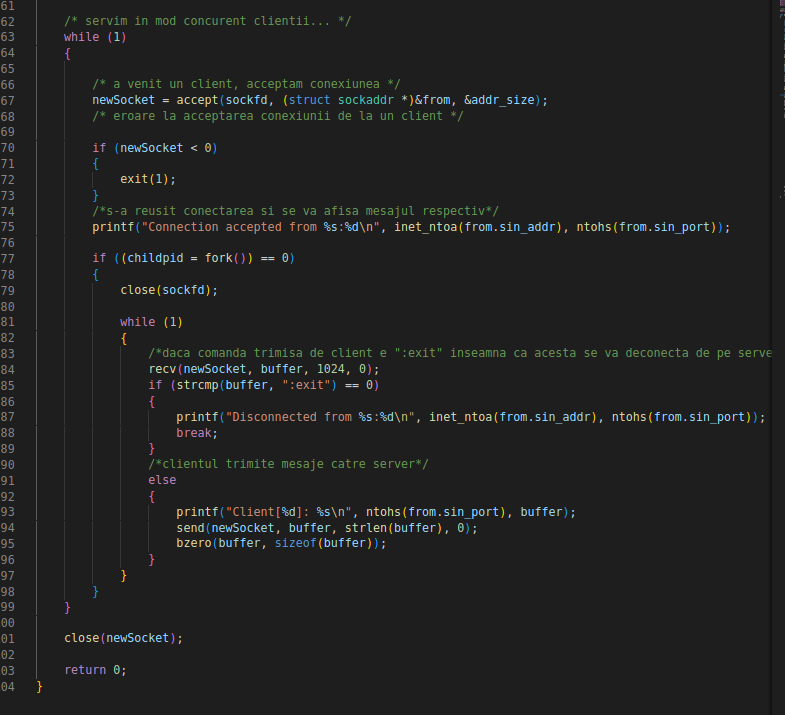 61
62 /* servim in mod concurent clientii... */
63 while (1)
64 {
65
66 /* a venit un client, acceptam conexiunea */
67 newSocket = accept(sockfd, (struct sockaddr *)&from, &addr_size);
68 /* eroare la acceptarea conexiunii de la un client */
69
70 if (newSocket < 0)
71 {
72 exit(1);
73 }
74 /*s-a reusit conectarea si se va afisa mesajul respectiv*/
75 printf("Connection accepted from %s:%d\n", inet_ntoa(from.sin_addr), ntohs(from.sin_port));
76
77 if ((childpid = fork()) == 0)
78 {
79 close(sockfd);
80
81 while (1)
82 {
83 /*daca comanda trimisa de client e ":exit" inseamna ca acesta se va deconecta de pe serve
84 recv(newSocket, buffer, 1024, 0);
85 if (strcmp(buffer, ":exit") == 0)
86 {
87 printf("Disconnected from %s:%d\n", inet_ntoa(from.sin_addr), ntohs(from.sin_port));
88 break;
89 }
90 /*clientul trimite mesaje catre server*/
91 else
92 {
93 printf("Client[%d]: %s\n", ntohs(from.sin_port), buffer);
94 send(newSocket, buffer, strlen(buffer), 0);
95 bzero(buffer, sizeof(buffer));
96 }
97 }
98 }
99 }
00
01 close(newSocket);
02
03 return 0;
04 }